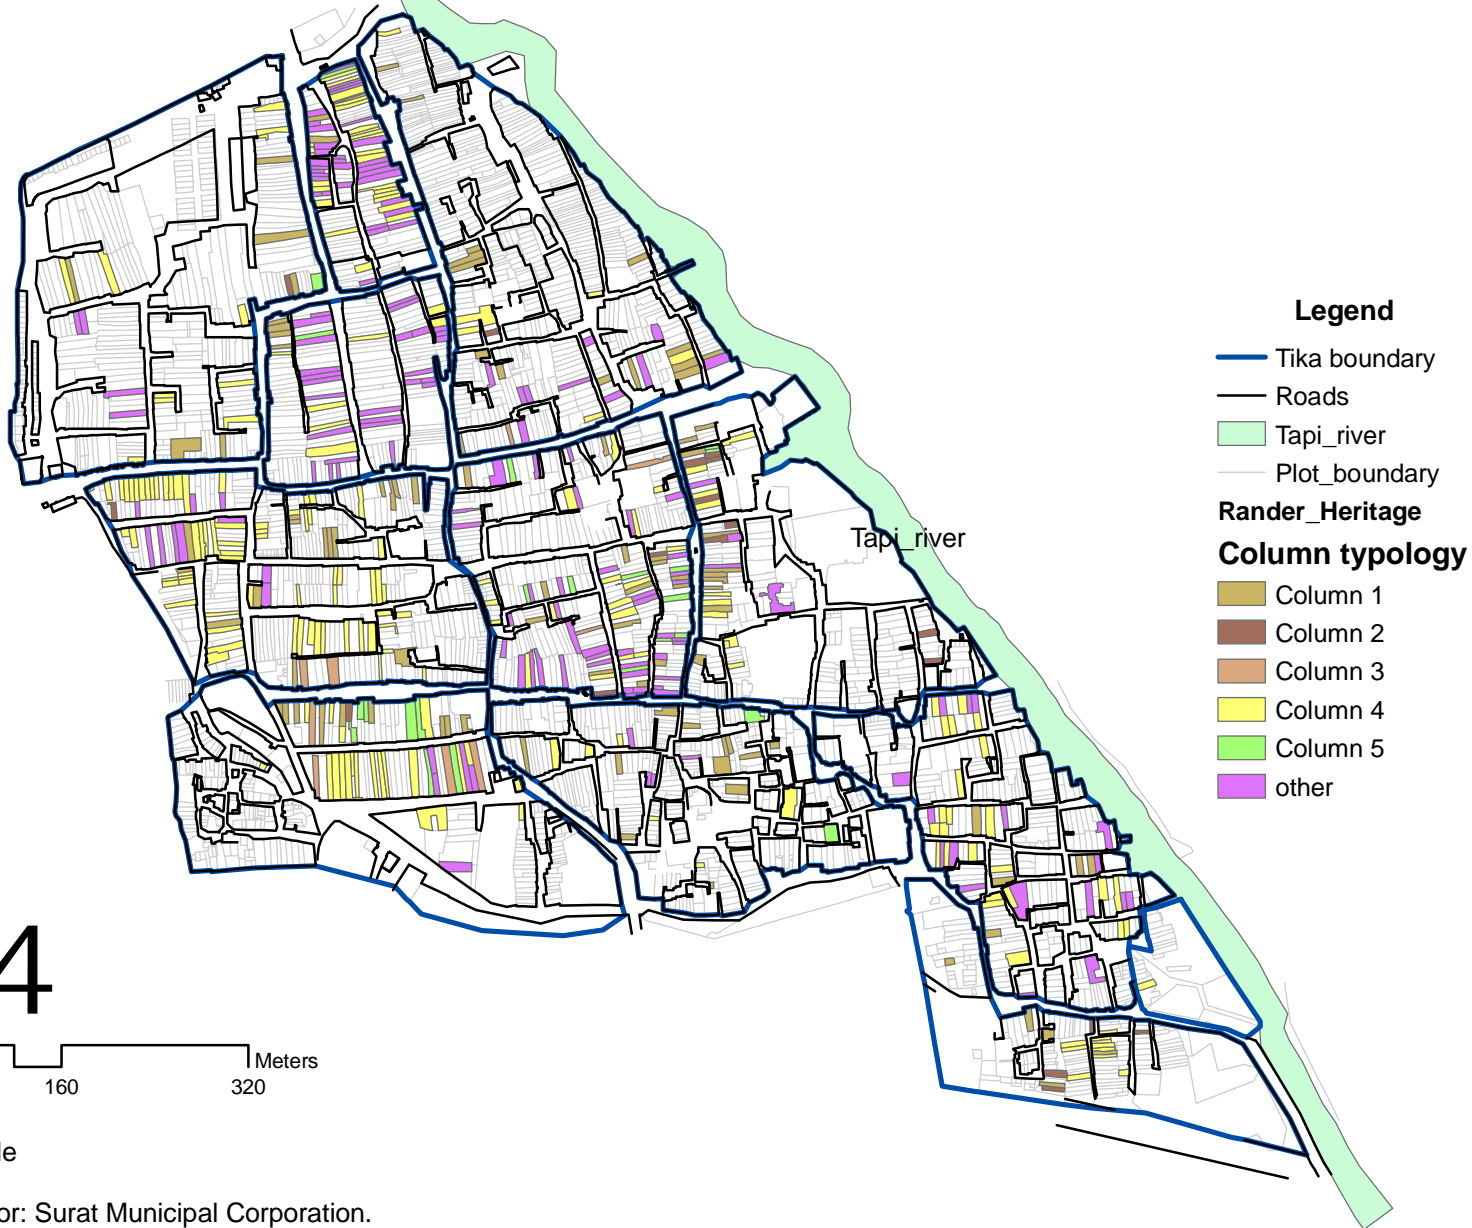 Legend
Tika boundary
Roads
Tapi_river
Plot_boundary
Rander_Heritage
Column typology
Column 1
Column 2
Column 3
Column 4
Column 5
other
Tapi_river
4
Meters
160 320
or: Surat Municipal Corporation.